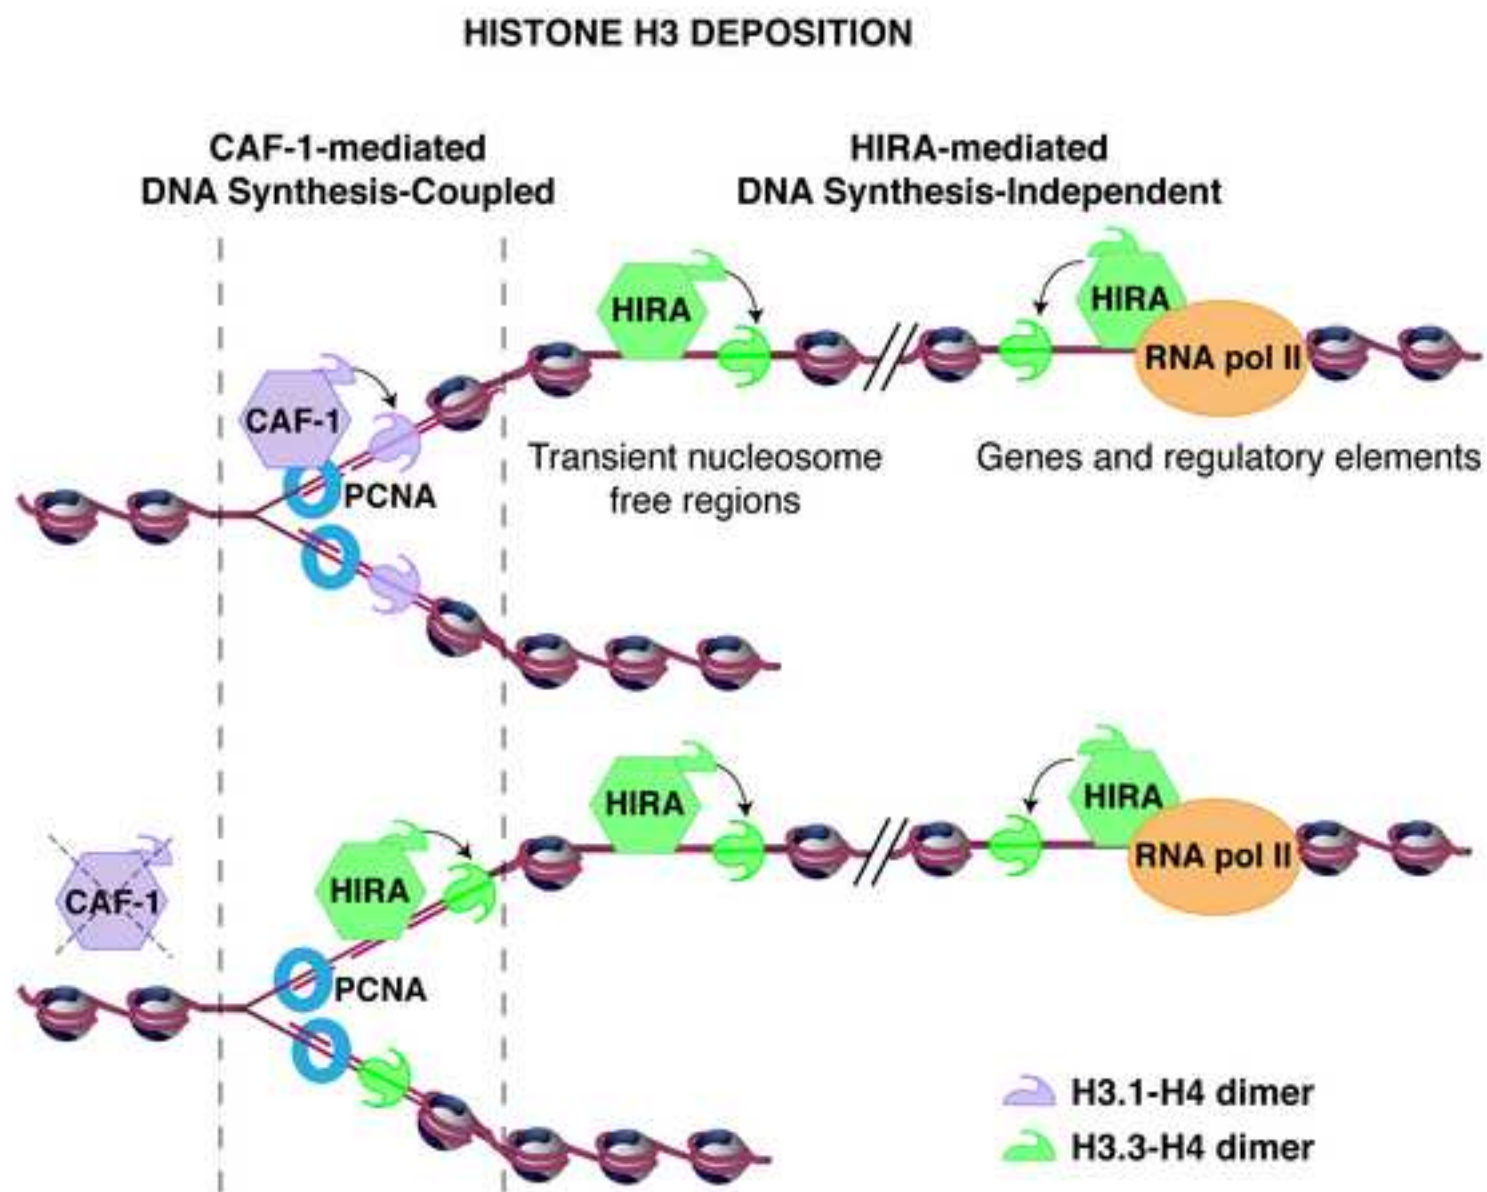 HISTONE H3 DEPOSITION
CAF-1-mediated
DNA Synthesis-Coupled
HIRA-mediated
DNA Synthesis-Independent
HIRA
HIRA
RNA pol II
CAF-1
PCNA
Transient nucleosome
free regions
Genes and regulatory elements
HIRA
HIRA
RNA pol II
CAF-1
HIRA
PCNA
H3.1-H4 dimer
H3.3-H4 dimer